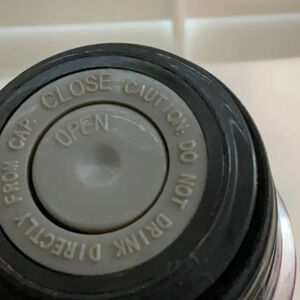 CLOSE
CAUTION: DO NOT DRINK DIRECTLY FROM CAP.
OPEN